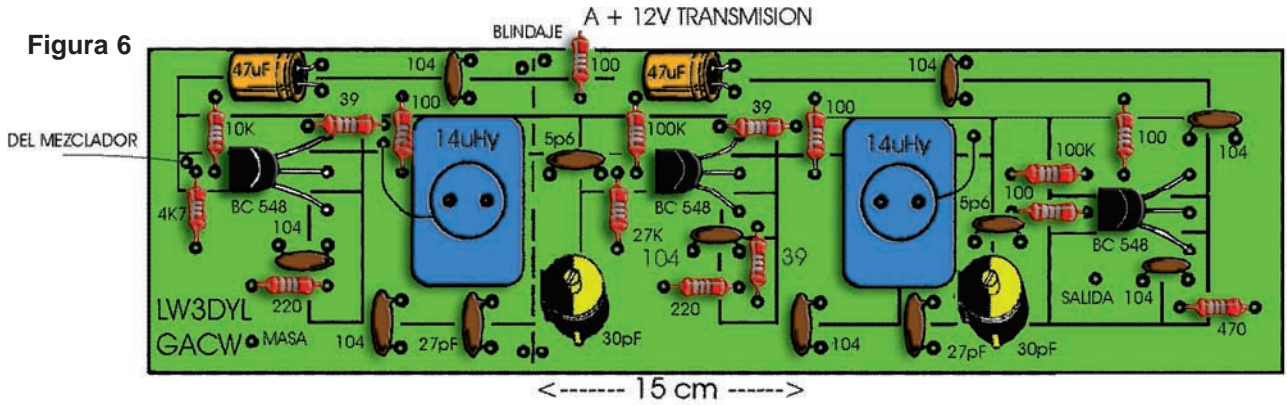 A + 12V TRANSMISION
BLINDAJE
Figura 6
47uF
104
100
47uF
104
39
100
39
100
10K
14uHy
5p6
100K
14uHy
100
104
DEL MEZCLADOR
100K
4K7
BC 548
BC 548
100
5p6
BC 548
104
27K
104
39
220
220
SALIDA
104
LW3DYL
GACW
MASA
104
27pF
30pF
104
27pF
30pF
470
<------- 15 cm ------>